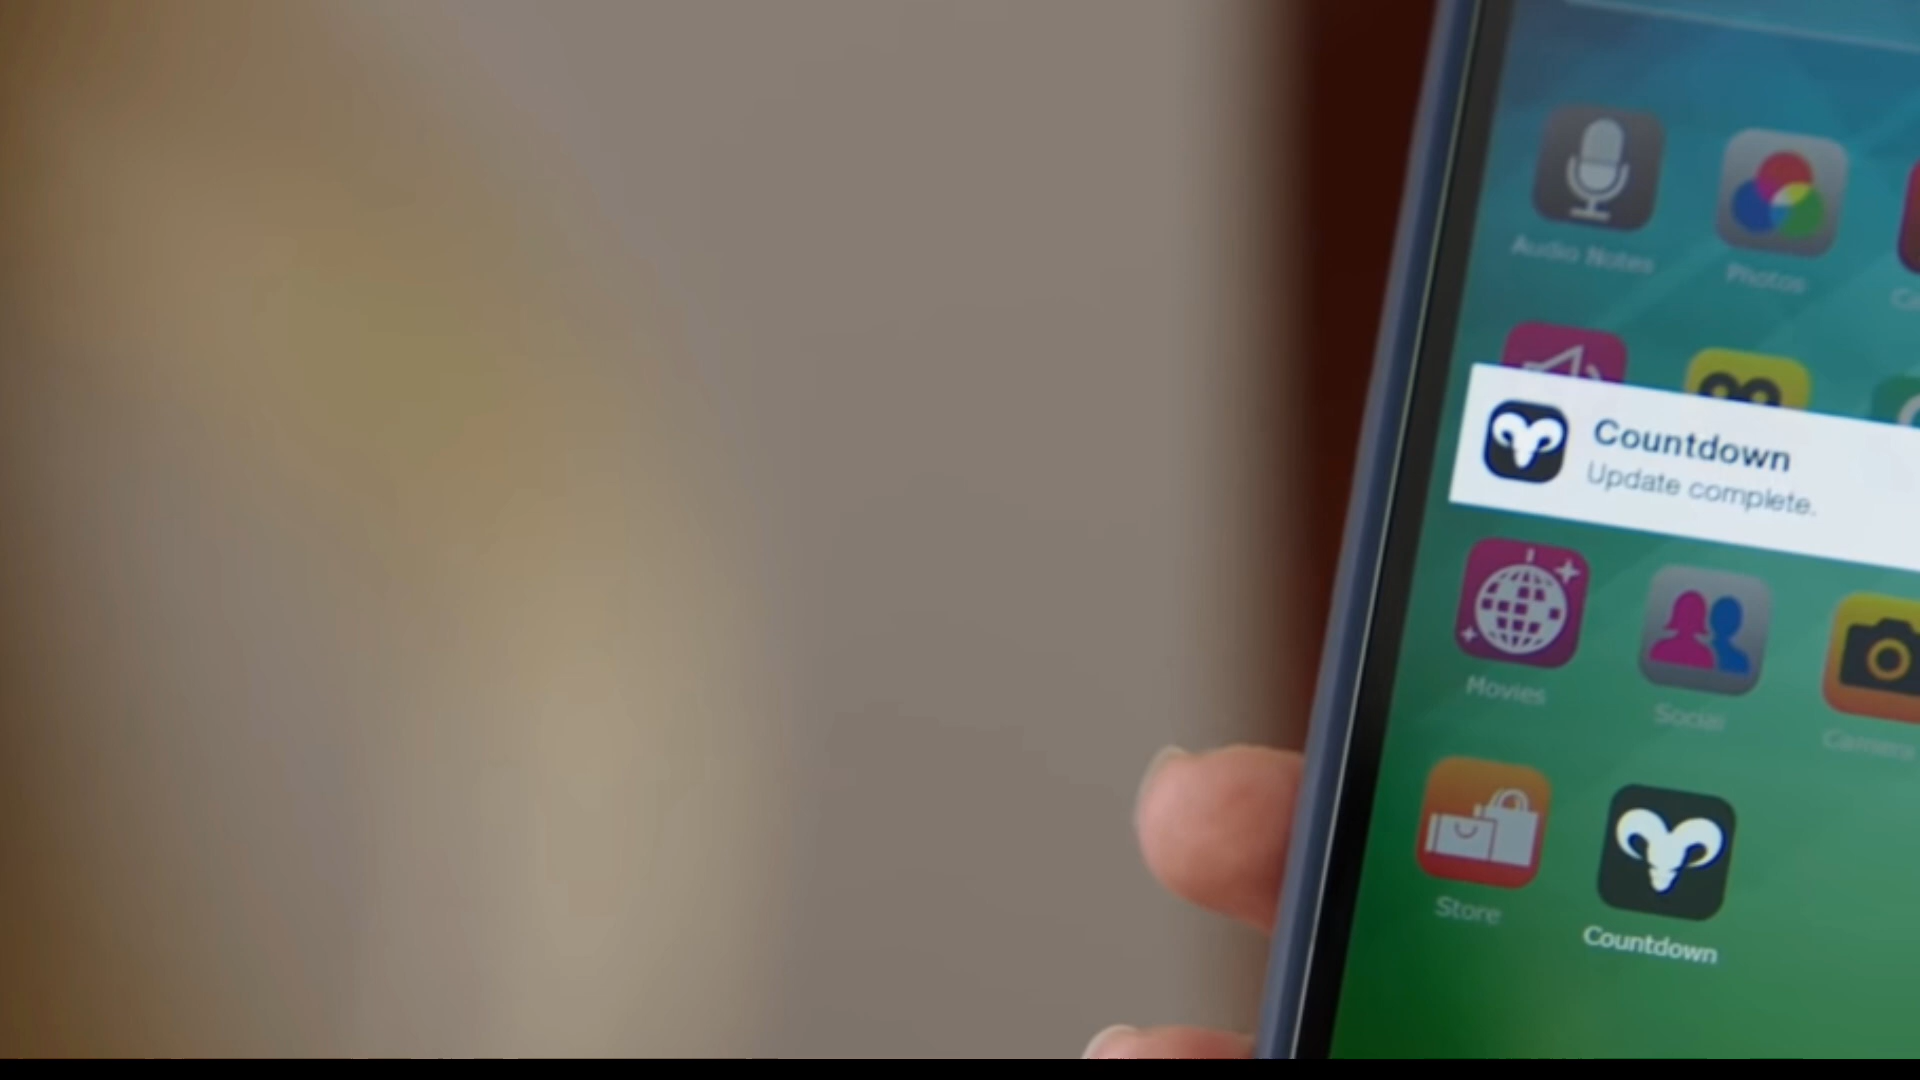 Audio Notes
Photos
Countdown
Update complete.
Movies
Social
Camera
Store
Countdown